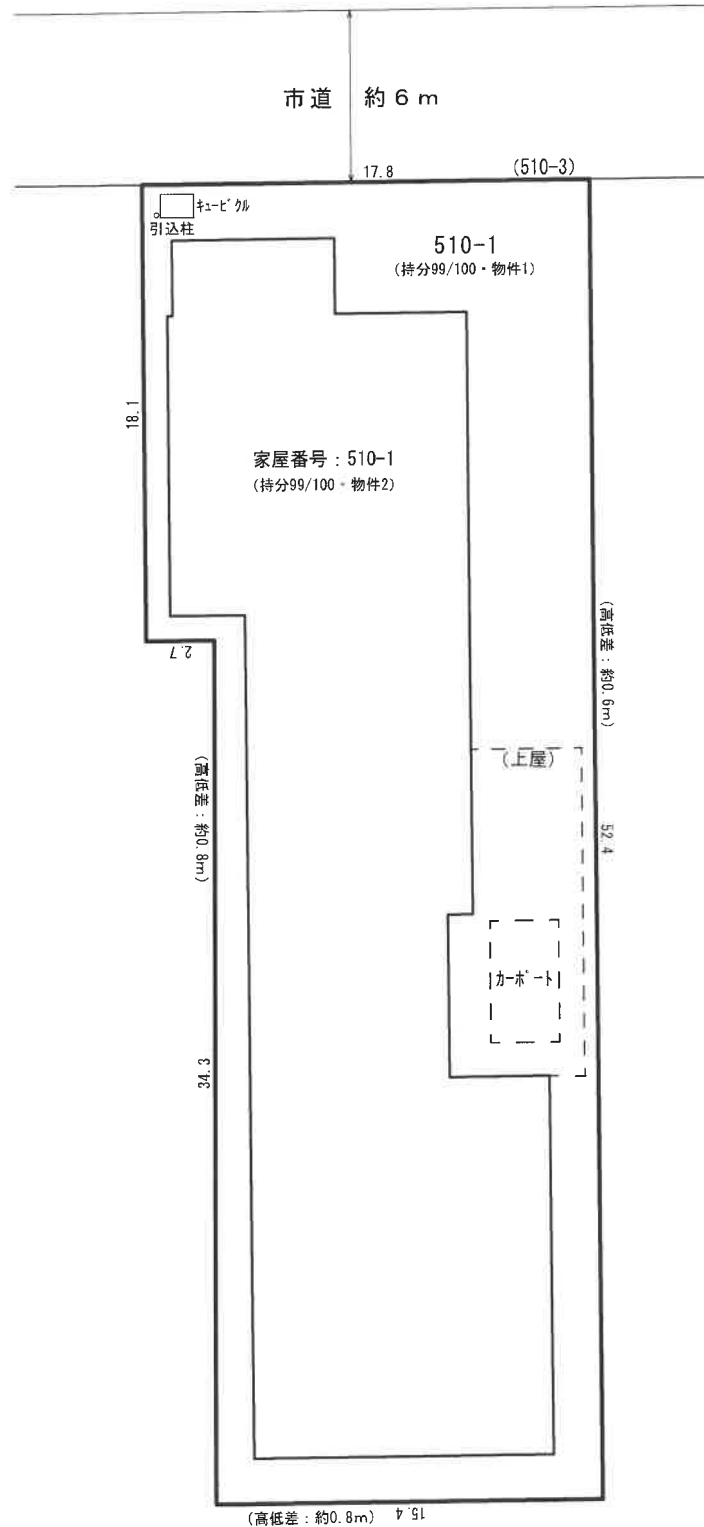 市道 約6m
17.8
(510-3)
キュービクル
引込柱
510-1
(持分99/100・物件1)
18.1
家屋番号:510-1
(持分99/100・物件2)
2.7
(高低差:約0.6m)
(高低差:約0.8m)
(上屋)
52.4
カーポート
34.3
(高低差:約0.8m)
15.4